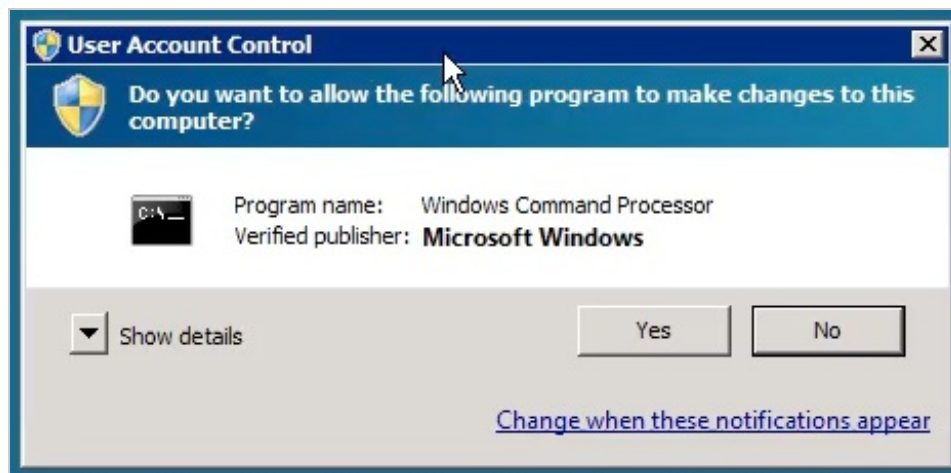 User Account Control
Do you want to allow the following program to make changes to this
computer?
C:\_
Program name: Windows Command Processor
Verified publisher: Microsoft Windows
Show details
Yes No
Change when these notifications appear